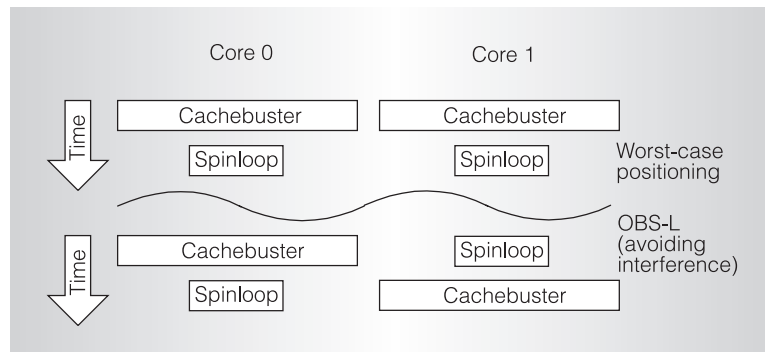 Core 0
Core 1
Time
Cachebuster
Cachebuster
Spinloop
Spinloop
Worst-case
positioning
Time
Cachebuster
Spinloop
OBS-L
(avoiding
interference)
Spinloop
Cachebuster